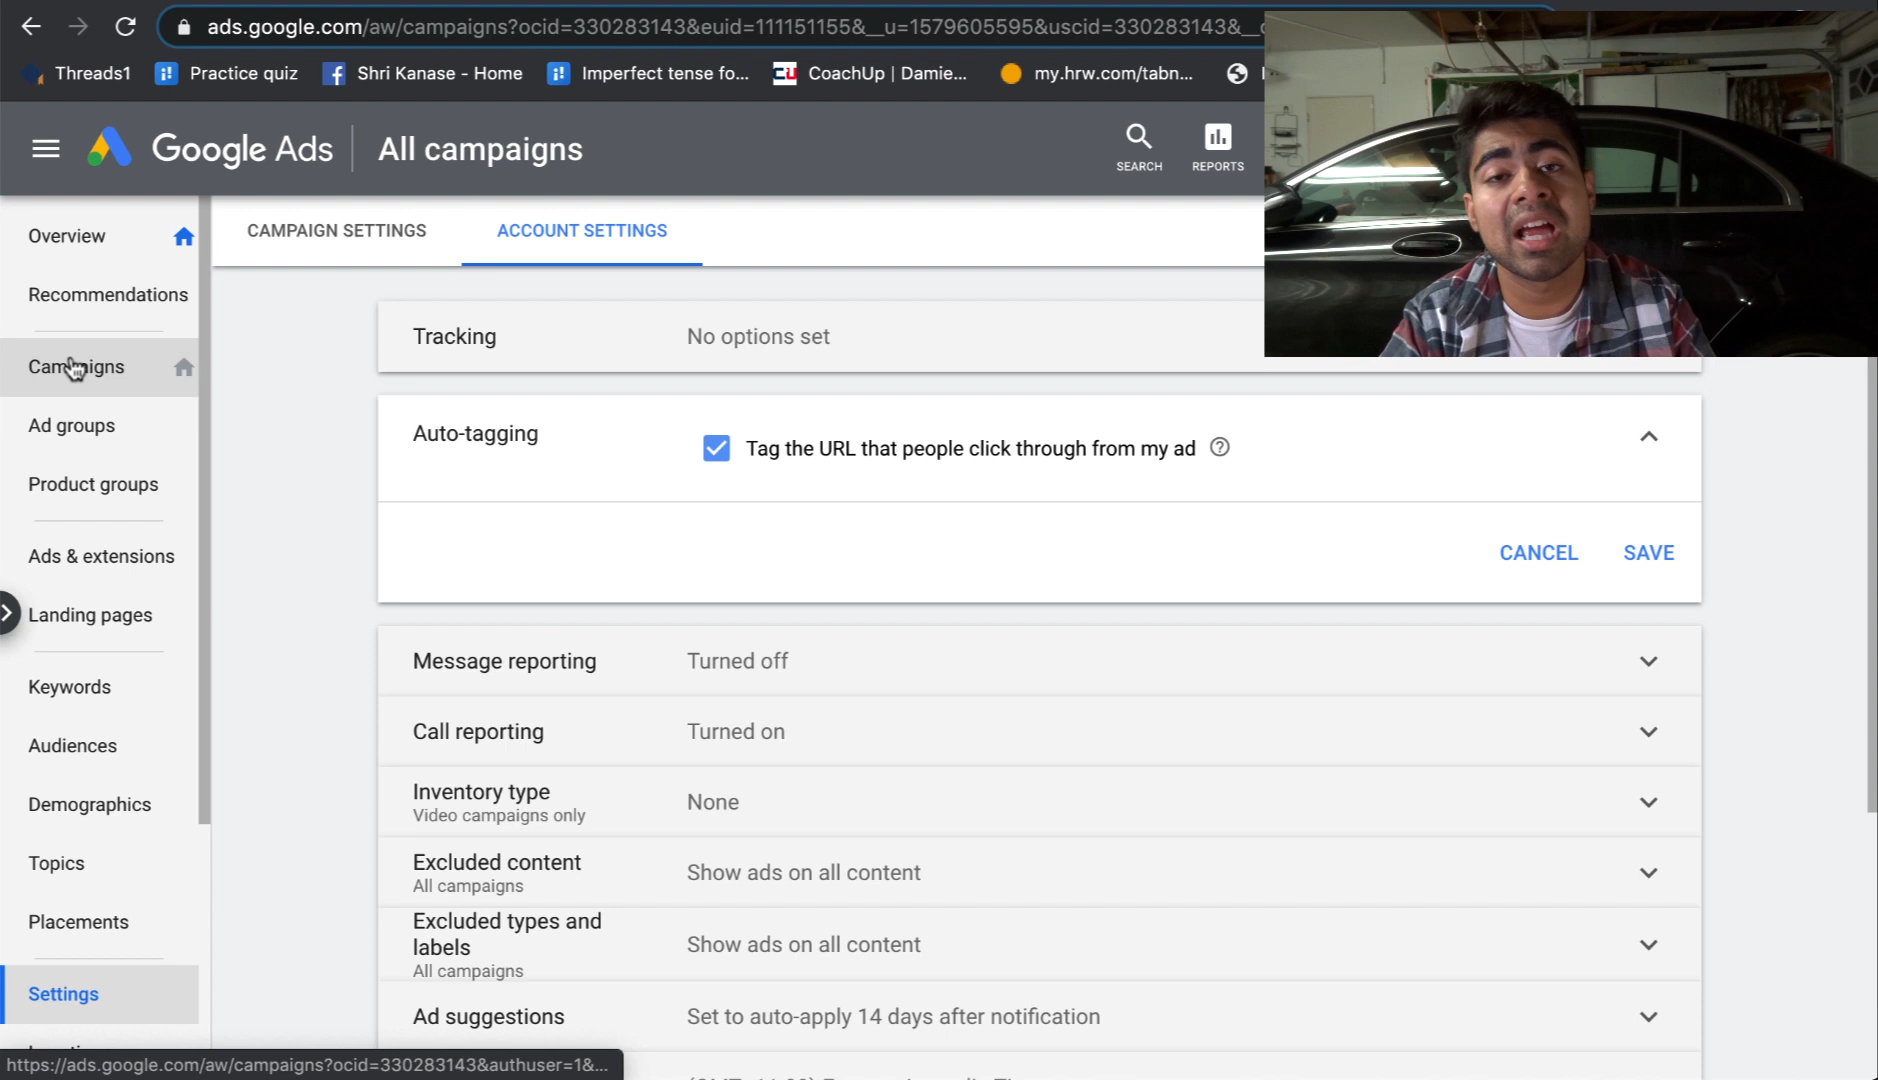 ads.google.com/aw/campaigns?ocid=330283143&euid=111151155&__u=1579605595&uscid=330283143&__
Threads1
Practice quiz
Shri Kanase - Home
Imperfect tense fo...
CoachUp | Damie...
my.hrw.com/tabn...
Google Ads
All campaigns
SEARCH
REPORTS
Overview
Recommendations
Campaigns
Ad groups
Product groups
Ads & extensions
Landing pages
Keywords
Audiences
Demographics
Topics
Placements
Settings
CAMPAIGN SETTINGS
ACCOUNT SETTINGS
Tracking
No options set
Auto-tagging
Tag the URL that people click through from my ad
CANCEL
SAVE
Message reporting
Turned off
Call reporting
Turned on
Inventory type
Video campaigns only
None
Excluded content
All campaigns
Show ads on all content
Excluded types and
labels
All campaigns
Show ads on all content
Ad suggestions
Set to auto-apply 14 days after notification
https://ads.google.com/aw/campaigns?ocid=330283143&authuser=1&...